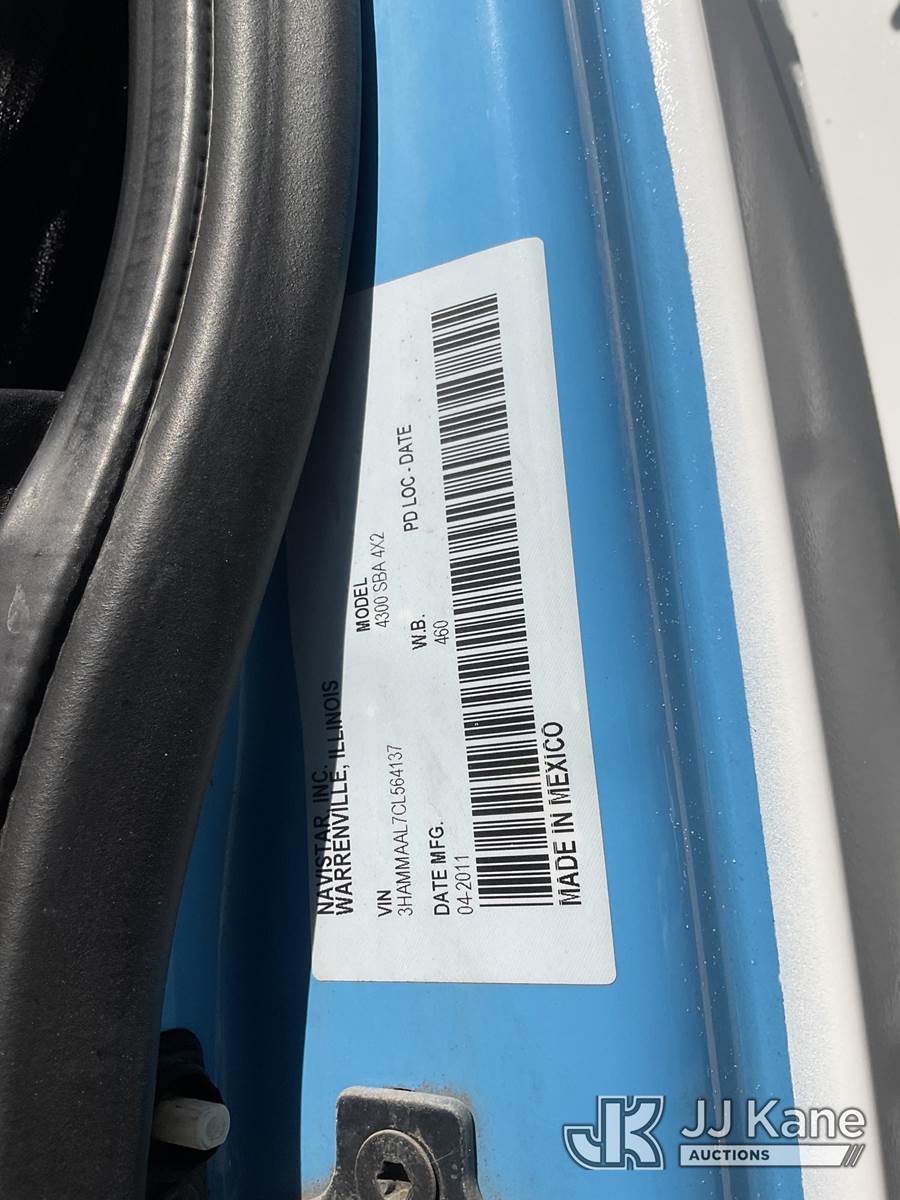 NAVISTAR, INC.
WARRENVILLE, ILLINOIS
VIN
3HAMMAAL7CL564137
MODEL
4300 SBA 4X2
DATE MFG.
04-2011
W.B.
460
PD LOC - DATE
MADE IN MEXICO
JK
JJ Kane
AUCTIONS